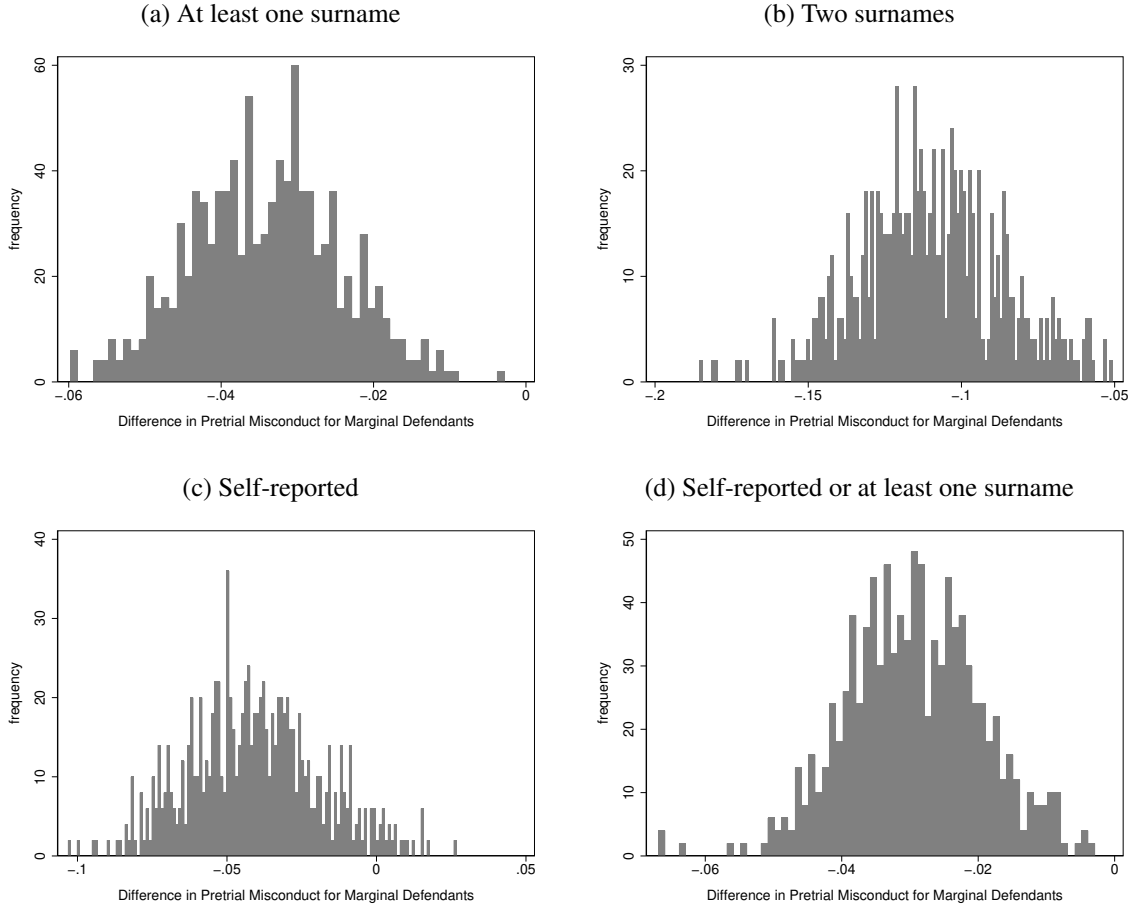 (a) At least one surname
60
40
20
0
frequency
−.06
−.04
−.02
0
Difference in Pretrial Misconduct for Marginal Defendants
(b) Two surnames
30
20
10
0
frequency
−.2
−.15
−.1
−.05
Difference in Pretrial Misconduct for Marginal Defendants
(c) Self-reported
40
30
20
10
0
frequency
−.1
−.05
0
.05
Difference in Pretrial Misconduct for Marginal Defendants
(d) Self-reported or at least one surname
50
40
30
20
10
0
frequency
−.06
−.04
−.02
0
Difference in Pretrial Misconduct for Marginal Defendants